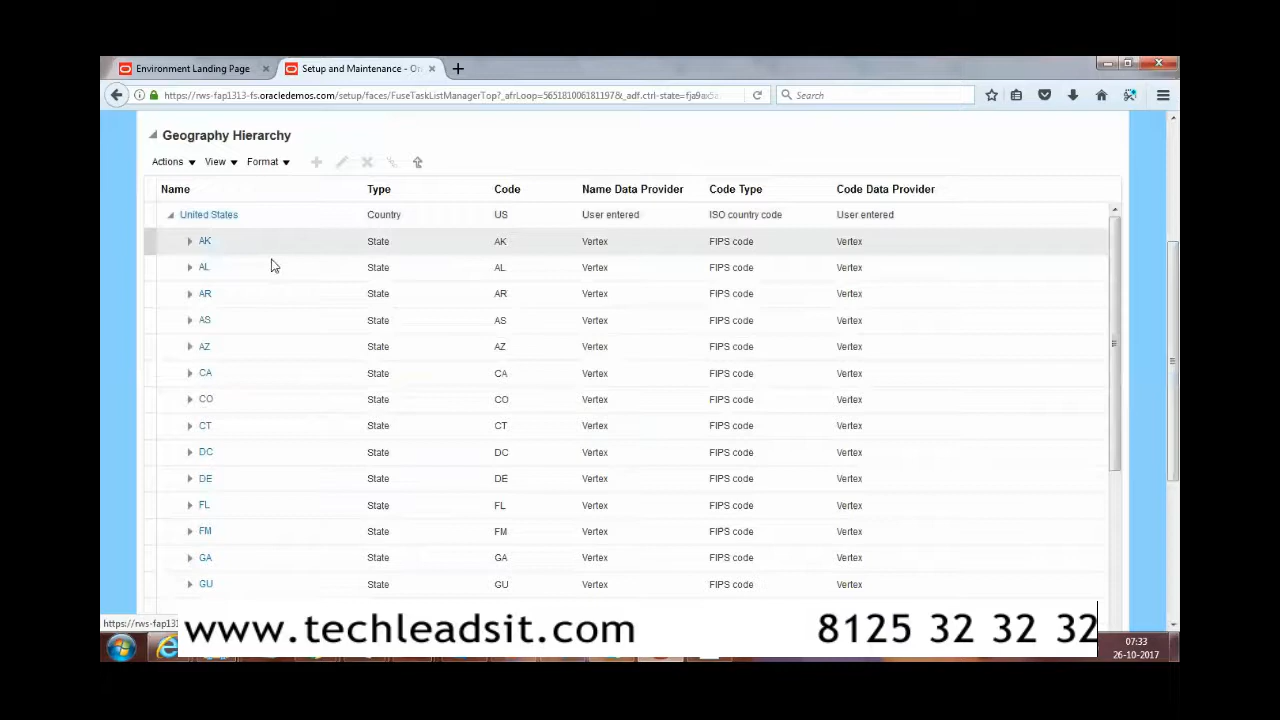 Environment Landing Page
Setup and Maintenance - Or
https://rws-fap1313-fs.oracledemos.com/setup/faces/FuseTaskListManagerTop?_afrLoop=56518100618119​7&_adf.ctrl-state=fja9
Search
Geography Hierarchy
Actions View Format
Name Type Code Name Data Provider Code Type Code Data Provider
United States Country US User entered ISO country code User entered
AK State AK Vertex FIPS code Vertex
AL State AL Vertex FIPS code Vertex
AR State AR Vertex FIPS code Vertex
AS State AS Vertex FIPS code Vertex
AZ State AZ Vertex FIPS code Vertex
CA State CA Vertex FIPS code Vertex
CO State CO Vertex FIPS code Vertex
CT State CT Vertex FIPS code Vertex
DC State DC Vertex FIPS code Vertex
DE State DE Vertex FIPS code Vertex
FL State FL Vertex FIPS code Vertex
FM State FM Vertex FIPS code Vertex
GA State GA Vertex FIPS code Vertex
GU State GU Vertex FIPS code Vertex
https://rws-fap131
www.techleadsit.com 8125 32 32 32
07:33
26-10-2017